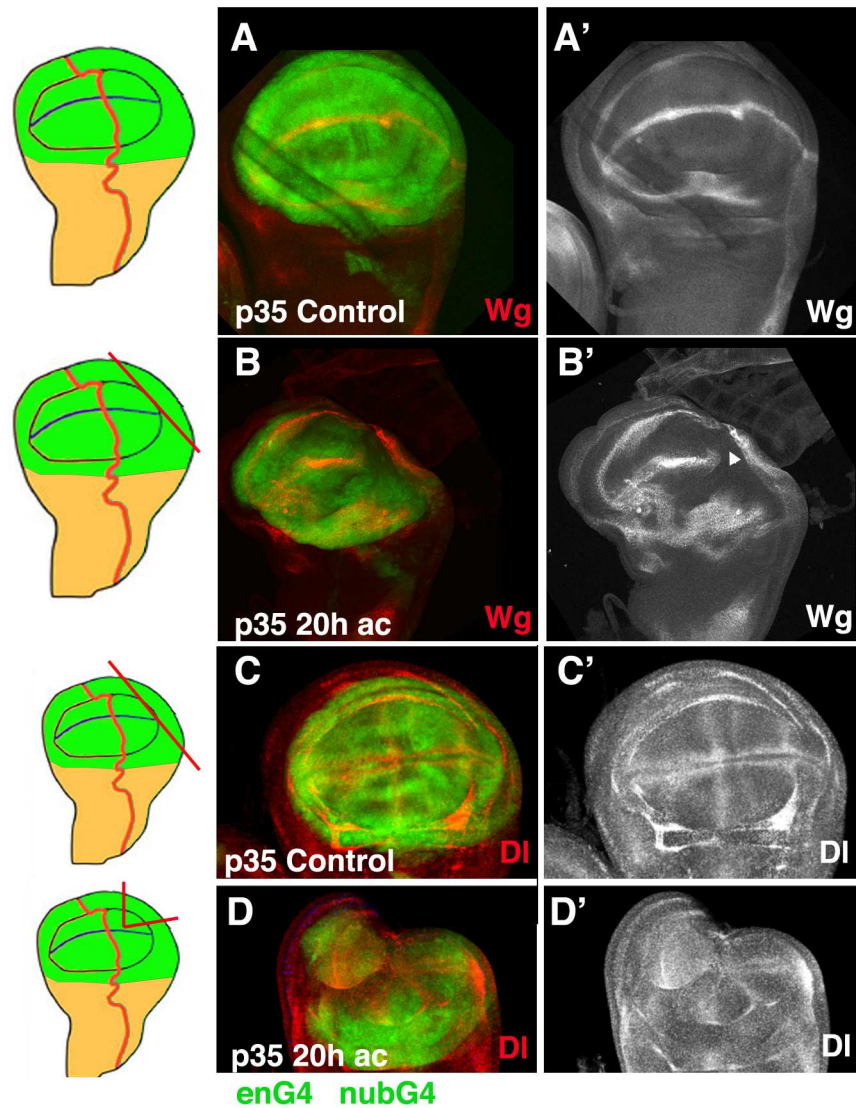 A
A’
p35 Control
Wg
Wg
B
B’
p35 20h ac
Wg
Wg
C
C’
p35 Control
Dl
Dl
D
D’
p35 20h ac
Dl
Dl
enG4 nubG4